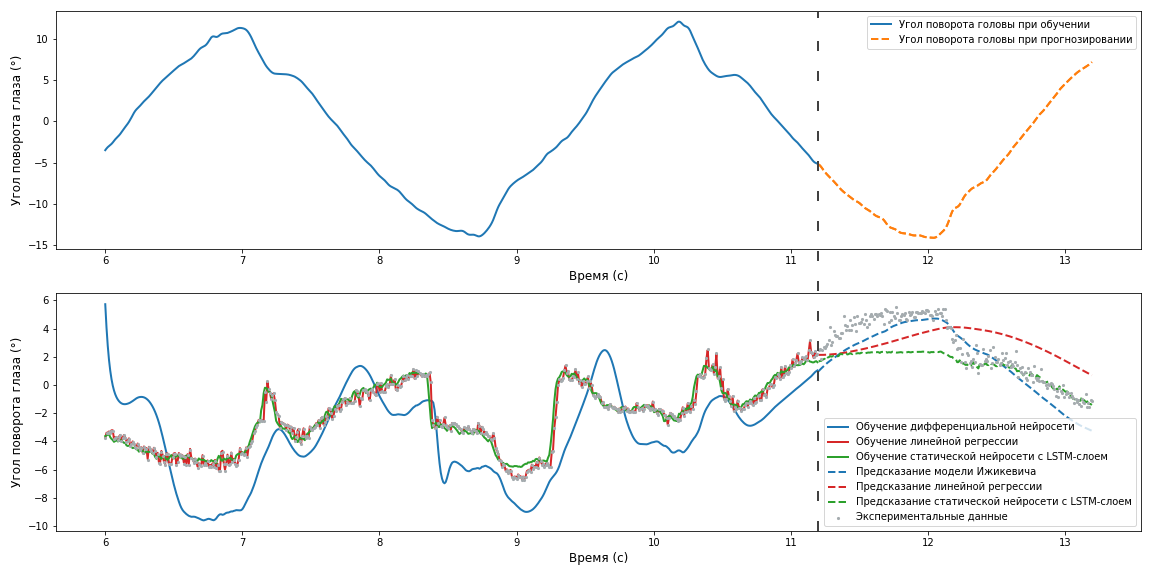 Угол поворота глаза (°)
10
5
0
−5
−10
−15
6
7
8
9
10
11
12
13
Время (с)
Угол поворота головы при обучении
Угол поворота головы при прогнозировании
Угол поворота глаза (°)
6
4
2
0
−2
−4
−6
−8
−10
6
7
8
9
10
11
12
13
Время (с)
Обучение дифференциальной нейросети
Обучение линейной регрессии
Обучение статической нейросети с LSTM-слоем
Предсказание модели Ижикевича
Предсказание линейной регрессии
Предсказание статической нейросети с LSTM-слоем
Экспериментальные данные